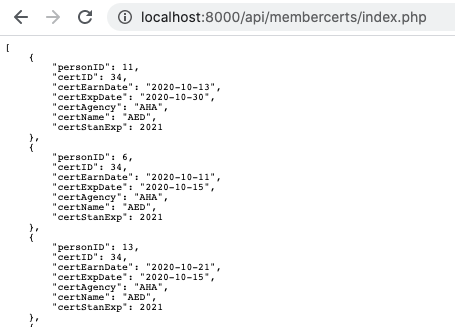 localhost:8000/api/membercerts/index.php
[
    {
        "personID": 11,
        "certID": 34,
        "certEarnDate": "2020-10-13",
        "certExpDate": "2020-10-30",
        "certAgency": "AHA",
        "certName": "AED",
        "certStanExp": 2021
    },
    {
        "personID": 6,
        "certID": 34,
        "certEarnDate": "2020-10-11",
        "certExpDate": "2020-10-15",
        "certAgency": "AHA",
        "certName": "AED",
        "certStanExp": 2021
    },
    {
        "personID": 13,
        "certID": 34,
        "certEarnDate": "2020-10-21",
        "certExpDate": "2020-10-15",
        "certAgency": "AHA",
        "certName": "AED",
        "certStanExp": 2021
    },